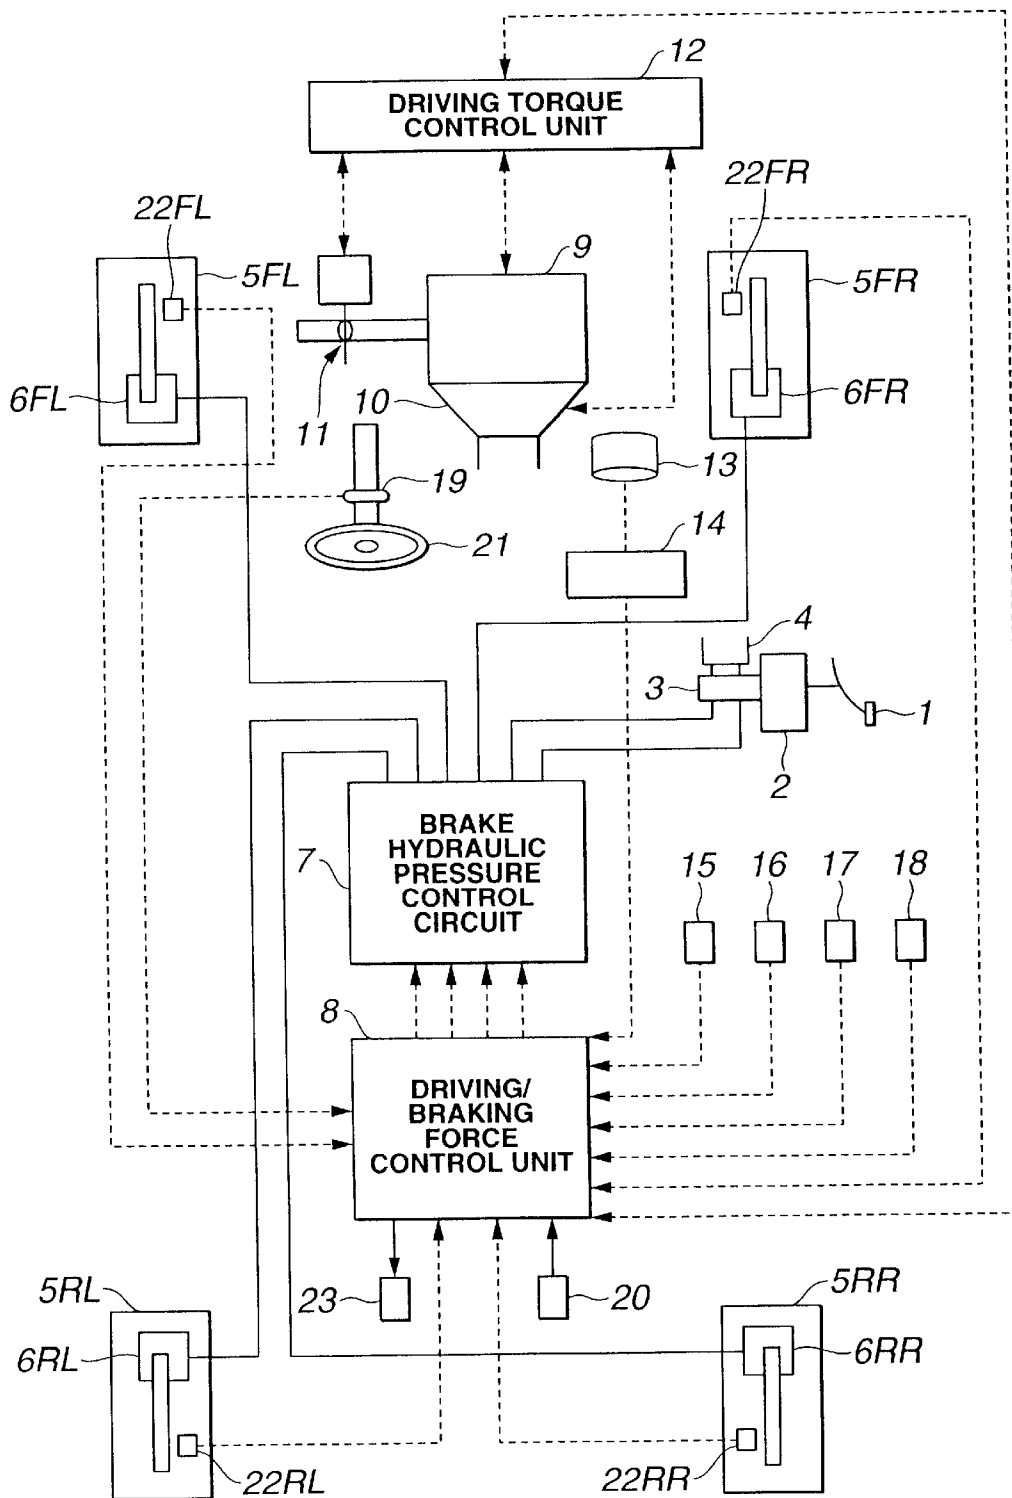 12
DRIVING TORQUE
CONTROL UNIT
22FL
22FR
5FL
9
5FR
6FL
11
10
6FR
13
19
21
14
4
3
1
2
7
BRAKE
HYDRAULIC
PRESSURE
CONTROL
CIRCUIT
15
16
17
18
8
DRIVING/
BRAKING
FORCE
CONTROL UNIT
5RL
23
20
5RR
6RL
6RR
22RL
22RR